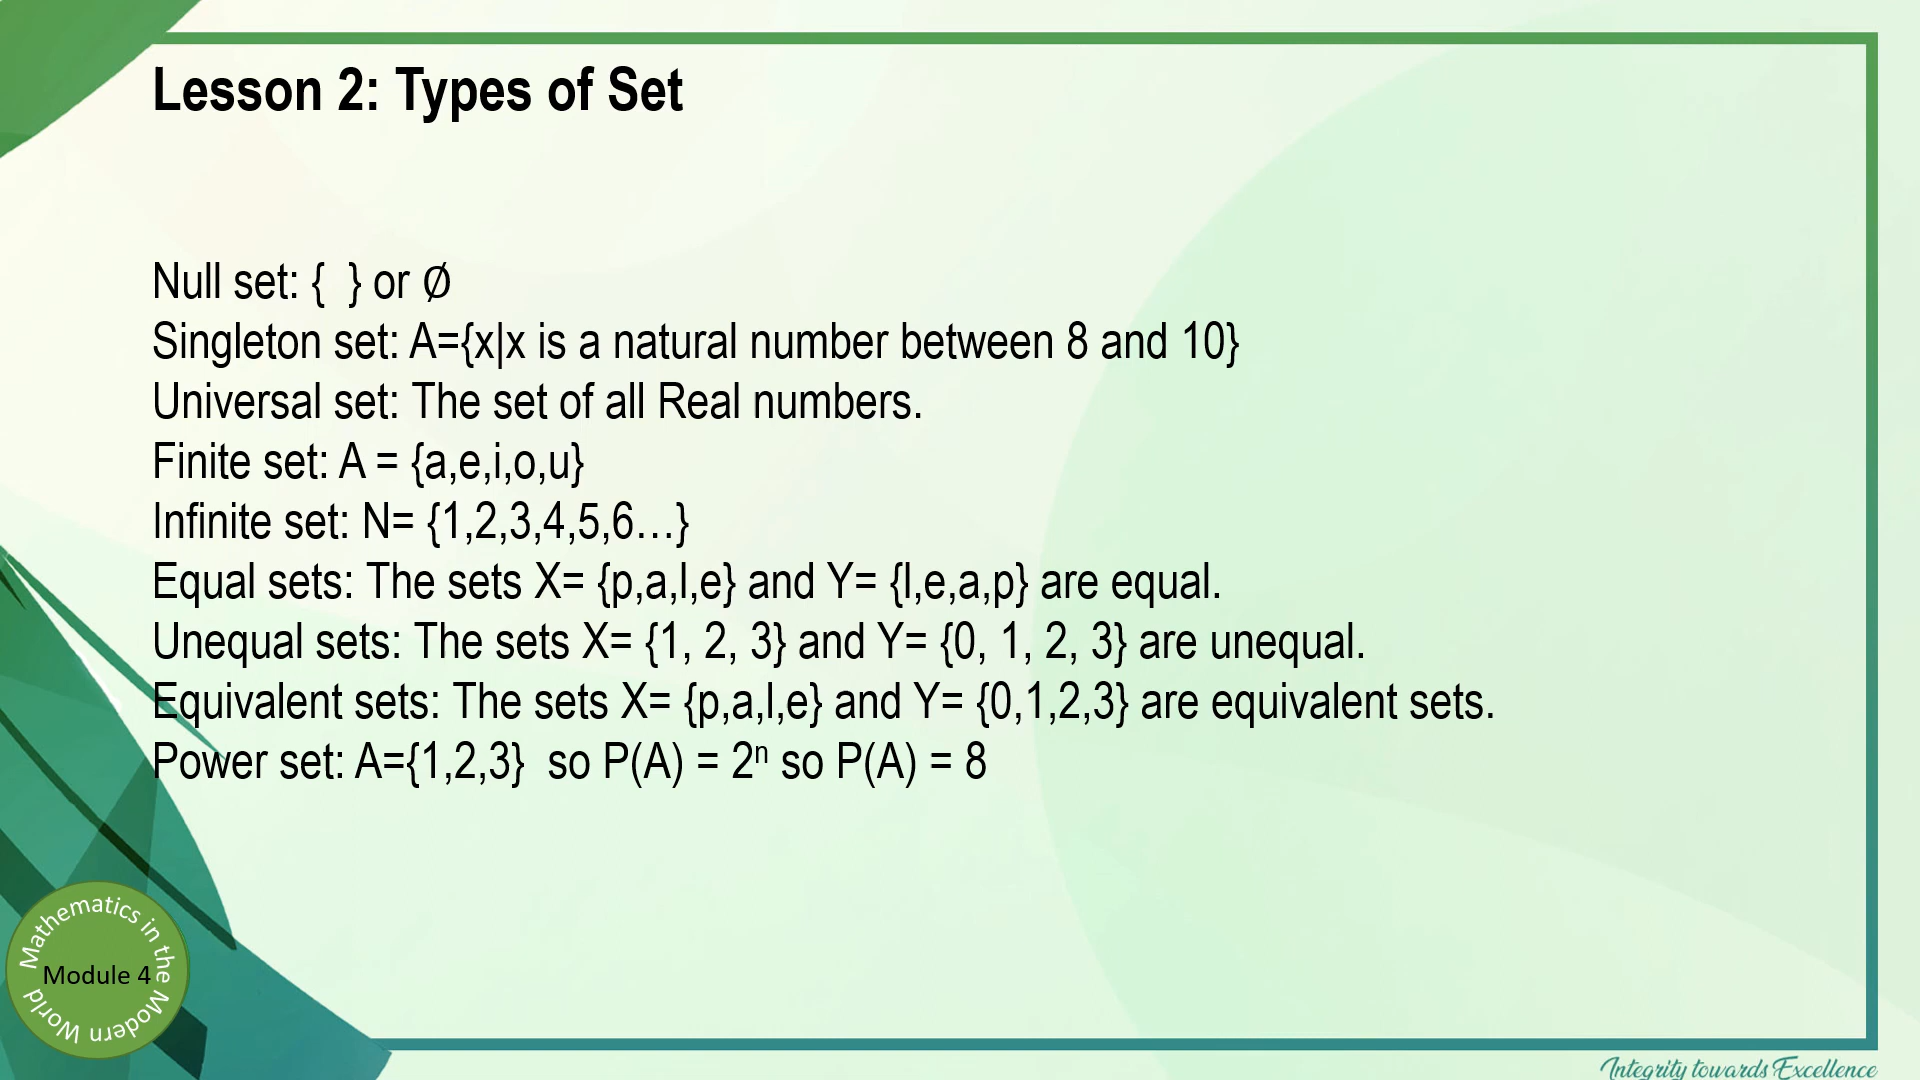 Lesson 2: Types of Set
Null set: {  } or ∅
Singleton set: A={x|x is a natural number between 8 and 10}
Universal set: The set of all Real numbers.
Finite set: A = {a,e,i,o,u}
Infinite set: N= {1,2,3,4,5,6…}
Equal sets: The sets X= {p,a,l,e} and Y= {l,e,a,p} are equal.
Unequal sets: The sets X= {1, 2, 3} and Y= {0, 1, 2, 3} are unequal.
Equivalent sets: The sets X= {p,a,l,e} and Y= {0,1,2,3} are equivalent sets.
Power set: A={1,2,3}  so P(A) = 2ⁿ so P(A) = 8
Mathematics in the Modern World
Module 4
Integrity towards Excellence